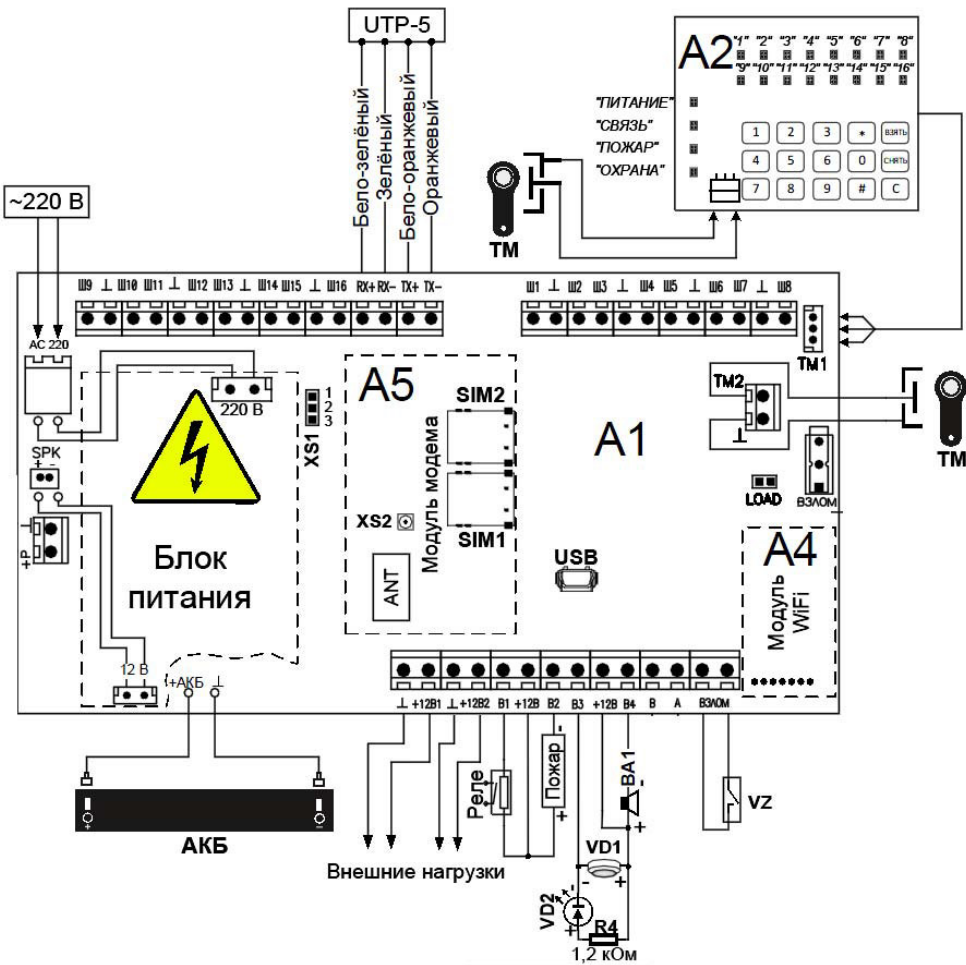 UTP-5
Бело-зелёный
Зелёный
Бело-оранжевый
Оранжевый
A2
"1" "2" "3" "4" "5" "6" "7" "8"
"9" "10" "11" "12" "13" "14" "15" "16"
"ПИТАНИЕ"
"СВЯЗЬ"
"ПОЖАР"
"ОХРАНА"
1 2 3 * ВЗЯТЬ
4 5 6 0 СНЯТЬ
7 8 9 # C
~220 В
ТМ
Ш9 ⊥ Ш10 Ш11 ⊥ Ш12 Ш13 ⊥ Ш14 Ш15 ⊥ Ш16 RX+ RX- TX+ TX-
Ш1 ⊥ Ш2 Ш3 ⊥ Ш4 Ш5 ⊥ Ш6 Ш7 ⊥ Ш8
AC 220
TM1
220 В
XS1
1
2
3
A5
SIM2
SIM1
Модуль модема
XS2
ANT
A1
TM2
⊥
ТМ
LOAD
ВЗЛОМ
SPK
+ -
⊥
+P
Блок
питания
USB
A4
Модуль
WiFi
12 В
+АКБ ⊥
⊥ +12В1 ⊥ +12В2 В1 +12В В2 В3 +12В В4 B A ВЗЛОМ
Реле
Пожар
-
+
BA1
-
+
VZ
АКБ
+
-
Внешние нагрузки
VD1
- +
VD2
-
R4
1,2 кОм